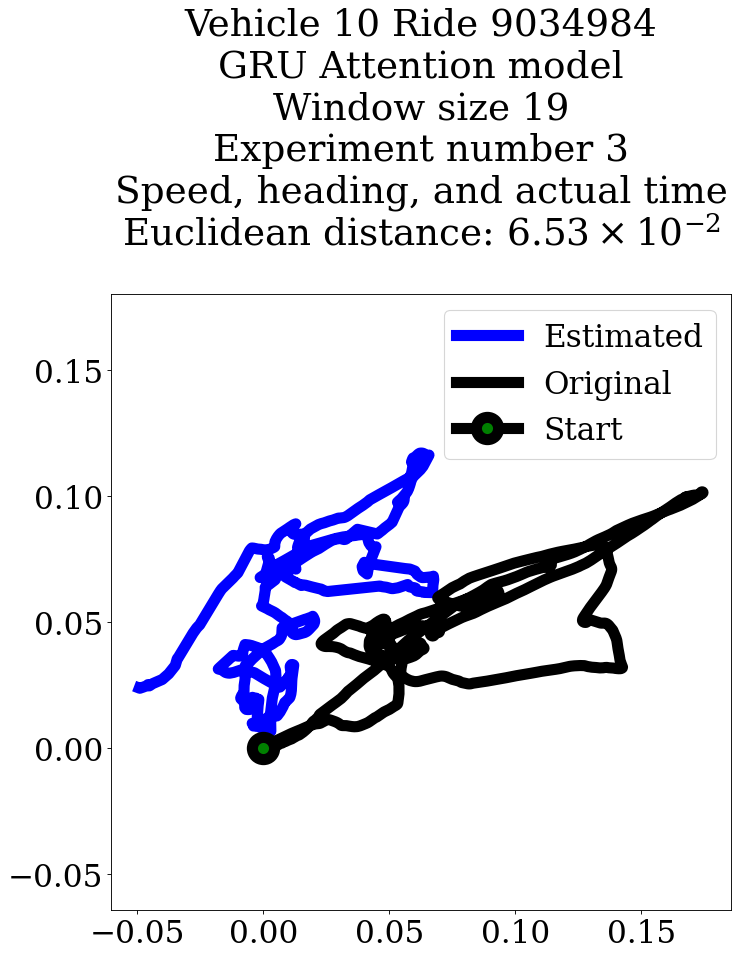 Vehicle 10 Ride 9034984
GRU Attention model
Window size 19
Experiment number 3
Speed, heading, and actual time
Euclidean distance: 6.53 × 10⁻²
Estimated
Original
Start
0.15
0.10
0.05
0.00
−0.05
−0.05 0.00 0.05 0.10 0.15